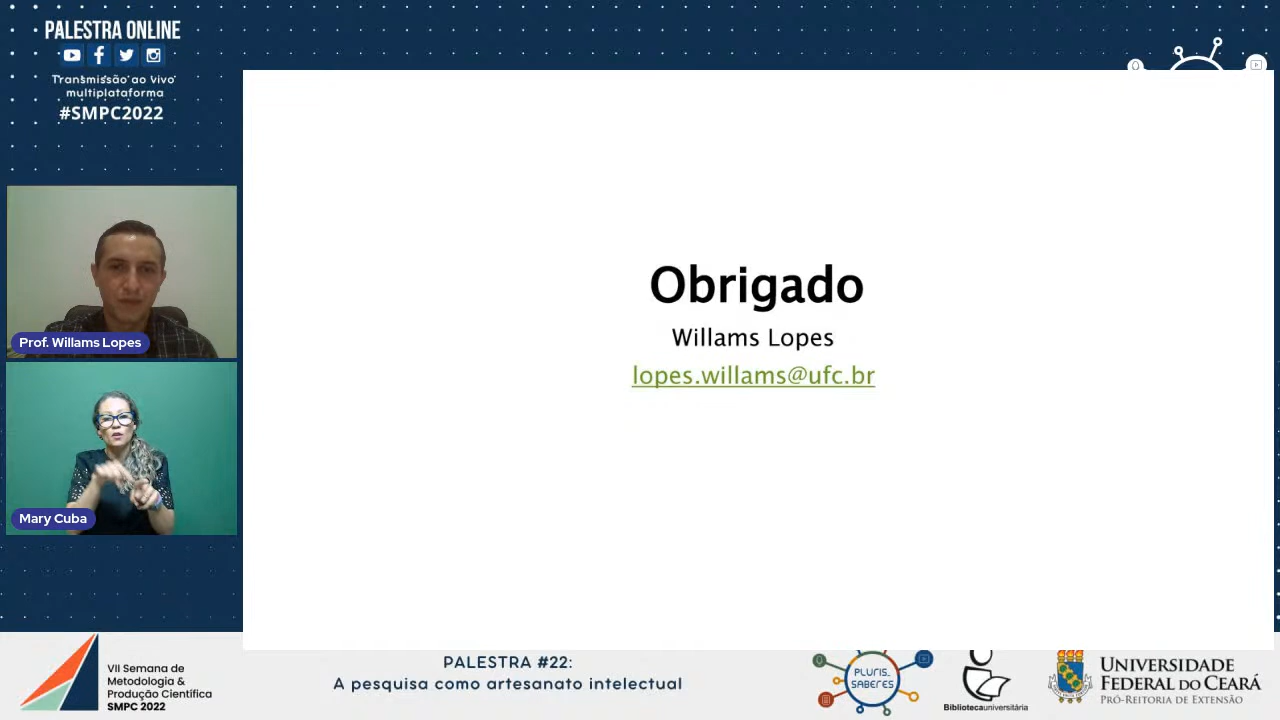 PALESTRA ONLINE
Transmissão ao vivo
multiplataforma
#SMPC2022
Prof. Willams Lopes
Mary Cuba
Obrigado
Willams Lopes
lopes.willams@ufc.br
VII Semana de
Metodologia &
Produção Científica
SMPC 2022
PALESTRA #22:
A pesquisa como artesanato intelectual
PLURIS_
SABERES
Bibliotecauniversitária
UNIVERSIDADE
FEDERAL DO CEARÁ
PRÓ-REITORIA DE EXTENSÃO